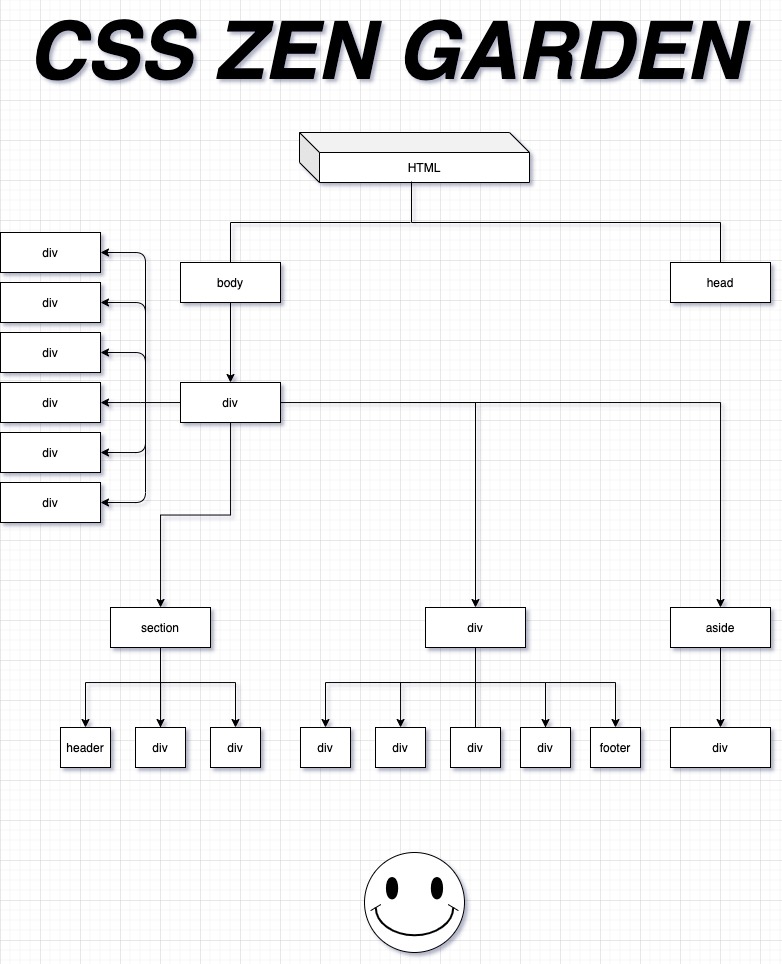 CSS ZEN GARDEN
HTML
body
head
div
div
div
div
div
div
div
section
div
aside
header
div
div
div
div
div
div
footer
div